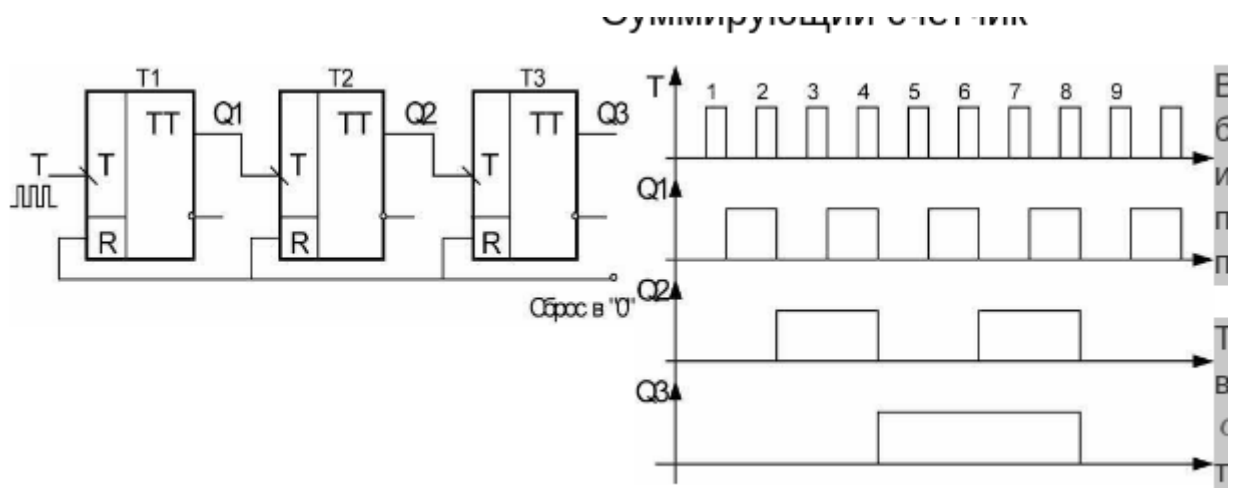 Суммирующий счетчик
T1 T2 T3
TT Q1 TT Q2 TT Q3
T T T T
R R R
Сброс в "0"
T
1 2 3 4 5 6 7 8 9
Q1
Q2
Q3